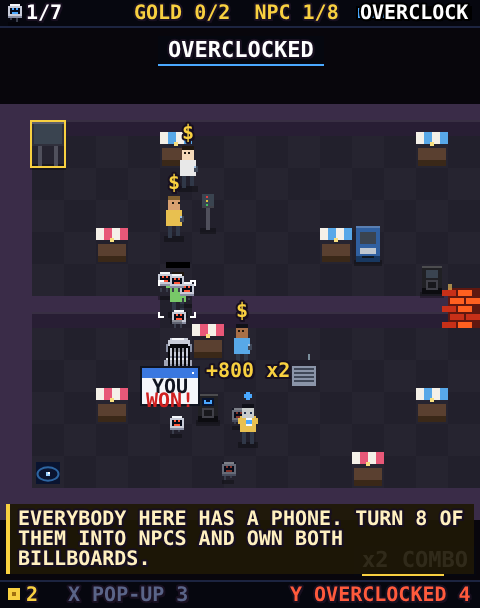 1/7 GOLD 0/2 NPC 1/8 OVERCLOCK
OVERCLOCKED
$
$
$
+800 x2
YOU
WON!
EVERYBODY HERE HAS A PHONE. TURN 8 OF
THEM INTO NPCS AND OWN BOTH
BILLBOARDS.
x2 COMBO
2 X POP-UP 3 Y OVERCLOCKED 4